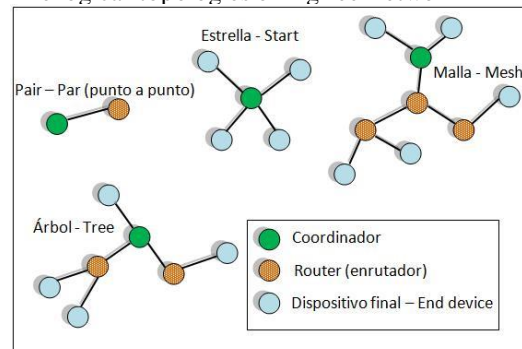 Estrella - Start
Malla - Mesh
Pair – Par (punto a punto)
Árbol - Tree
Coordinador
Router (enrutador)
Dispositivo final – End device